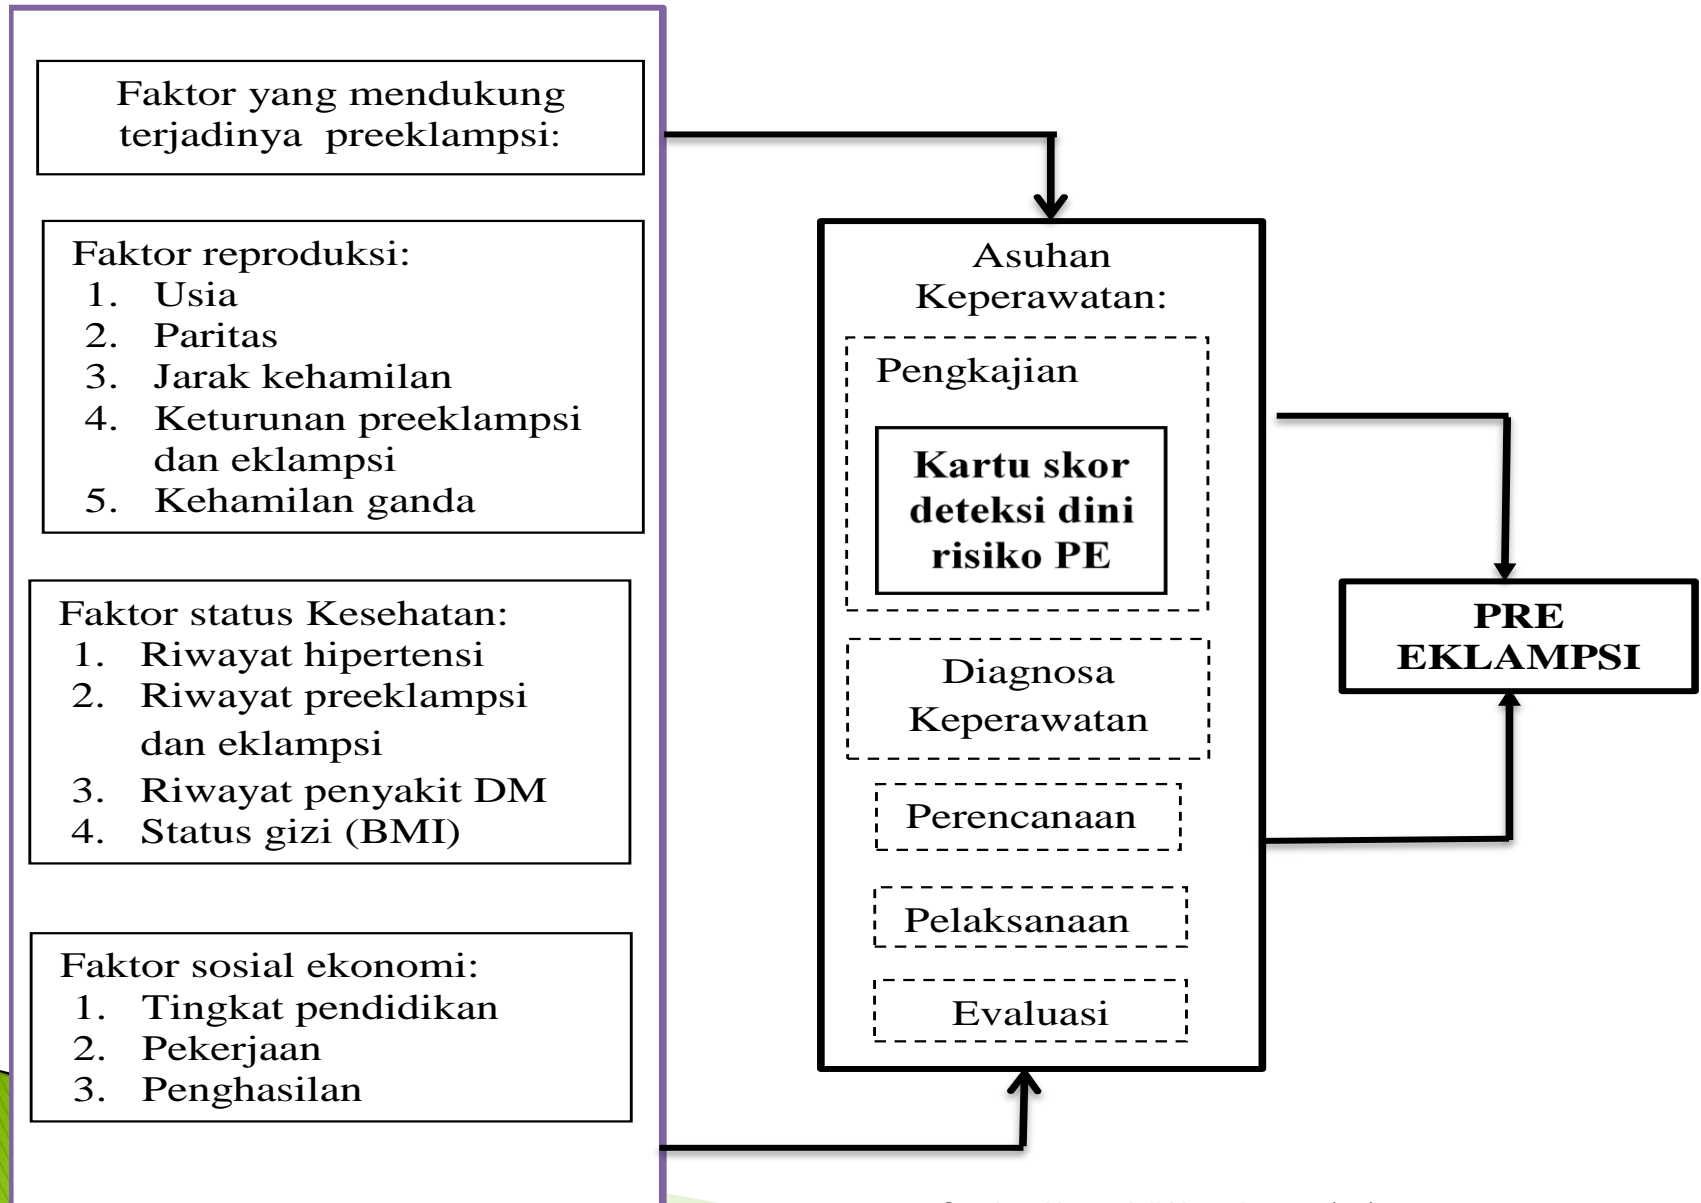 Faktor yang mendukung
terjadinya preeklampsi:
Faktor reproduksi:
1. Usia
2. Paritas
3. Jarak kehamilan
4. Keturunan preeklampsi
dan eklampsi
5. Kehamilan ganda
Faktor status Kesehatan:
1. Riwayat hipertensi
2. Riwayat preeklampsi
dan eklampsi
3. Riwayat penyakit DM
4. Status gizi (BMI)
Faktor sosial ekonomi:
1. Tingkat pendidikan
2. Pekerjaan
3. Penghasilan
Asuhan
Keperawatan:
Pengkajian
Kartu skor
deteksi dini
risiko PE
Diagnosa
Keperawatan
Perencanaan
Pelaksanaan
Evaluasi
PRE
EKLAMPSI